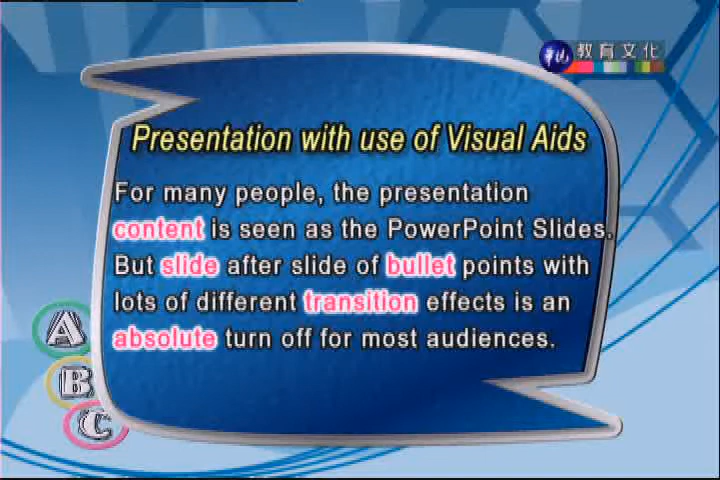 華視 教育文化
Presentation with use of Visual Aids
For many people, the presentation
content is seen as the PowerPoint Slides.
But slide after slide of bullet points with
lots of different transition effects is an
absolute turn off for most audiences.
A
B
C